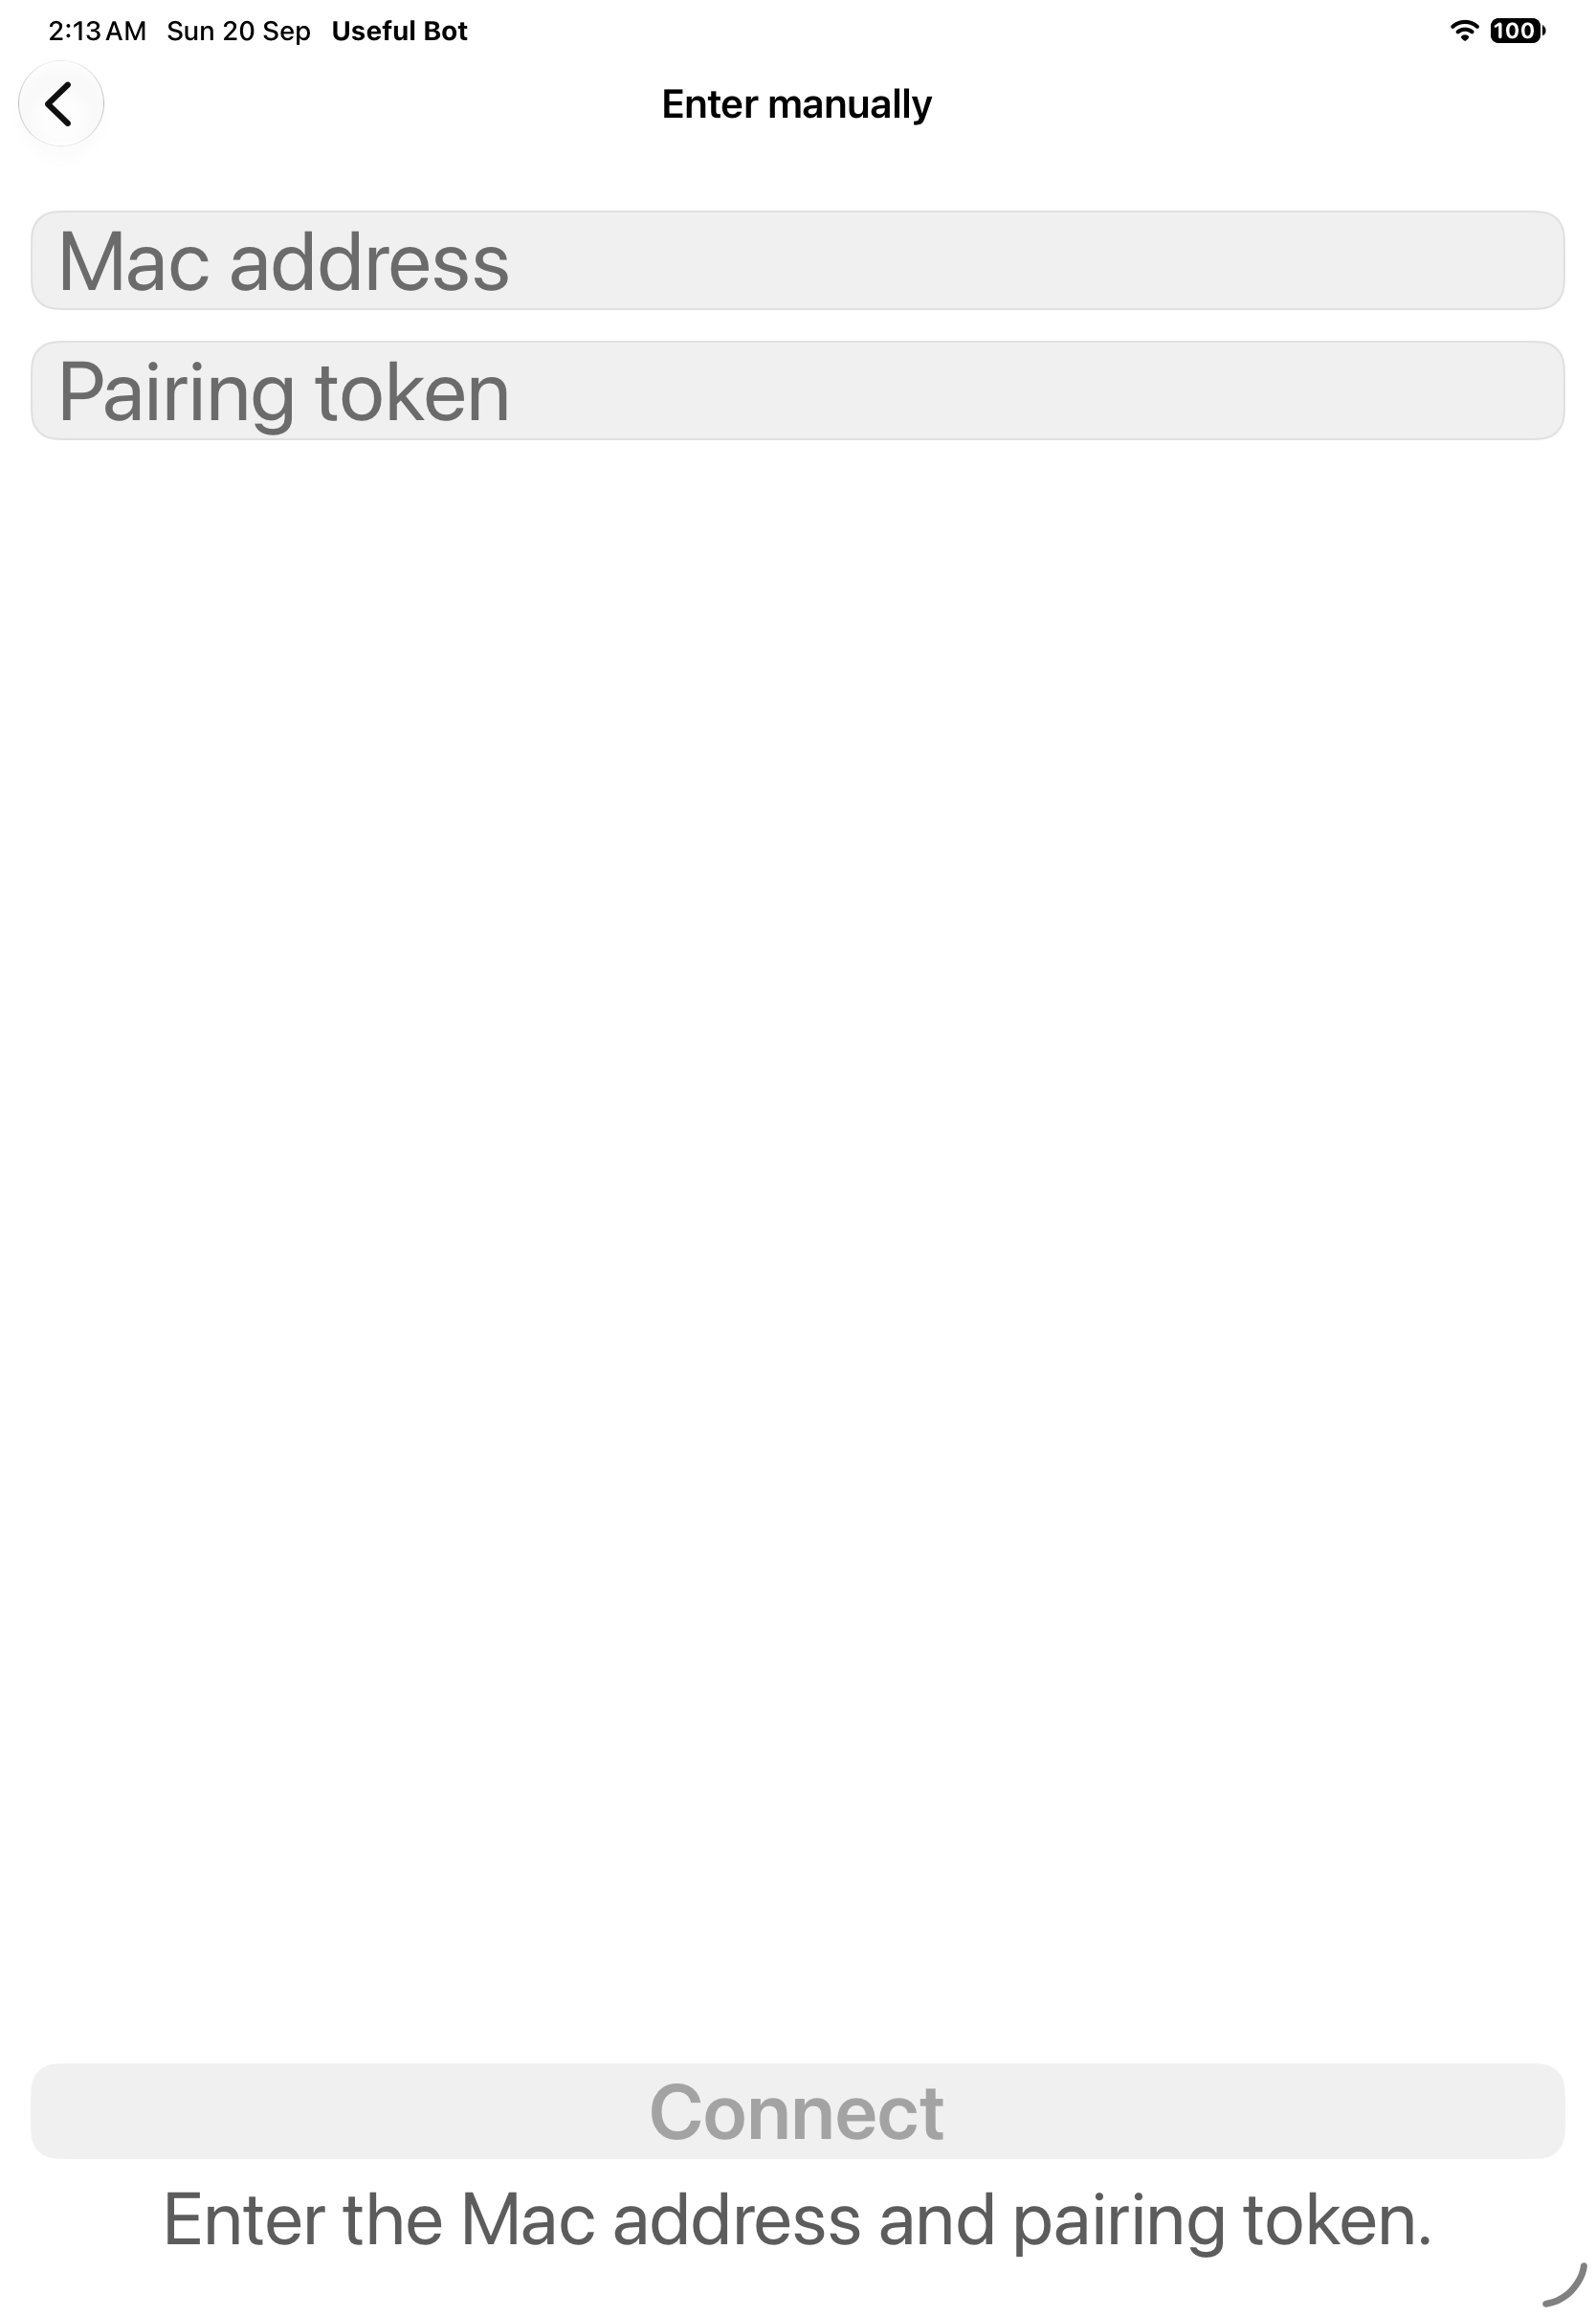 2:13 AM Sun 20 Sep Useful Bot 100
Enter manually
Mac address
Pairing token
Connect
Enter the Mac address and pairing token.